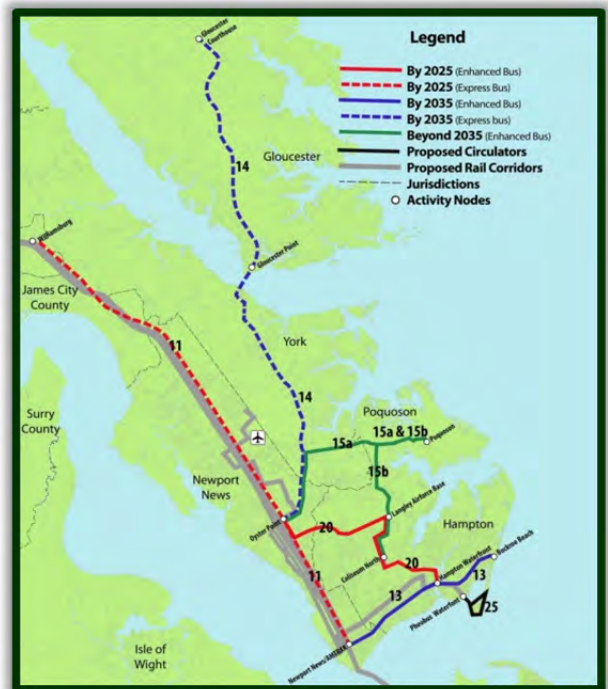 Legend
By 2025 (Enhanced Bus)
By 2025 (Express Bus)
By 2035 (Enhanced Bus)
By 2035 (Express bus)
Beyond 2035 (Enhanced Bus)
Proposed Circulators
Proposed Rail Corridors
Jurisdictions
Activity Nodes
Gloucester
Courthouse
Gloucester
14
Williamsburg
Gloucester Point
James City
County
11
York
14
Surry
County
Poquoson
15a
15a & 15b
Poquoson
15b
Newport
News
Oyster Point
20
Langley Airforce Base
Hampton
Coliseum North
20
Hampton Waterfront
Buckroe Beach
11
13
13
Phoebus Waterfont
25
Newport News/AMTRAK
Isle of
Wight